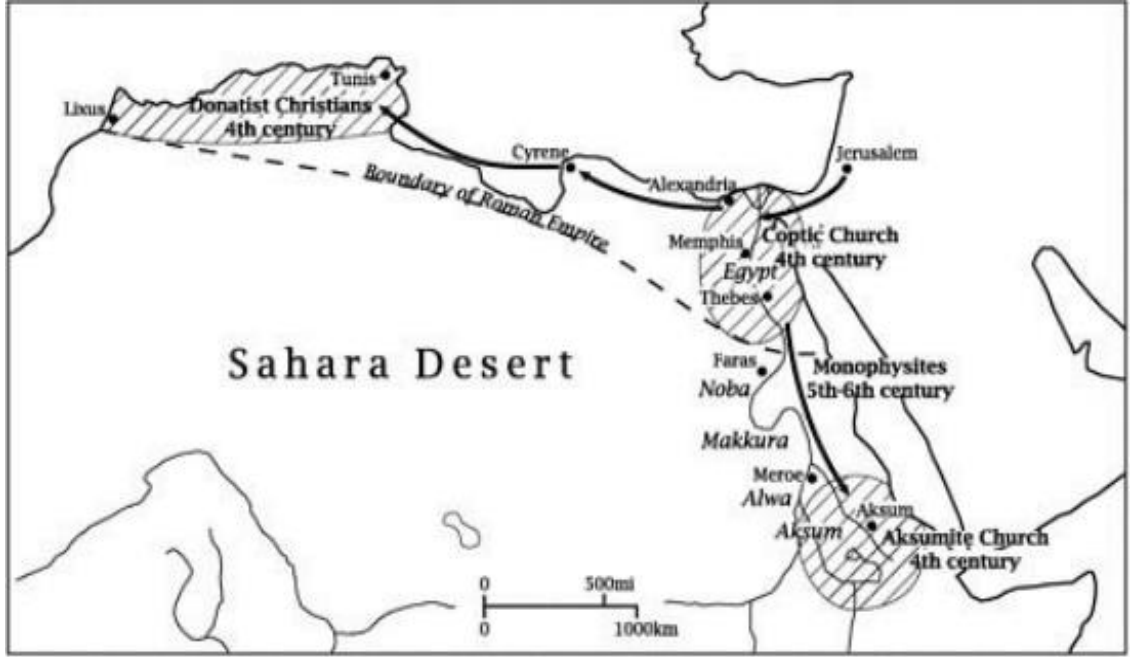 Tunis
Lixus
Donatist Christians
4th century
Cyrene
Jerusalem
Boundary of Roman Empire
Alexandria
Memphis
Coptic Church
4th century
Egypt
Thebes
Sahara Desert
Faras
Monophysites
5th-6th century
Noba
Makkura
Meroe
Alwa
Aksum
Aksum
Aksumite Church
4th century
0
500mi
0
1000km